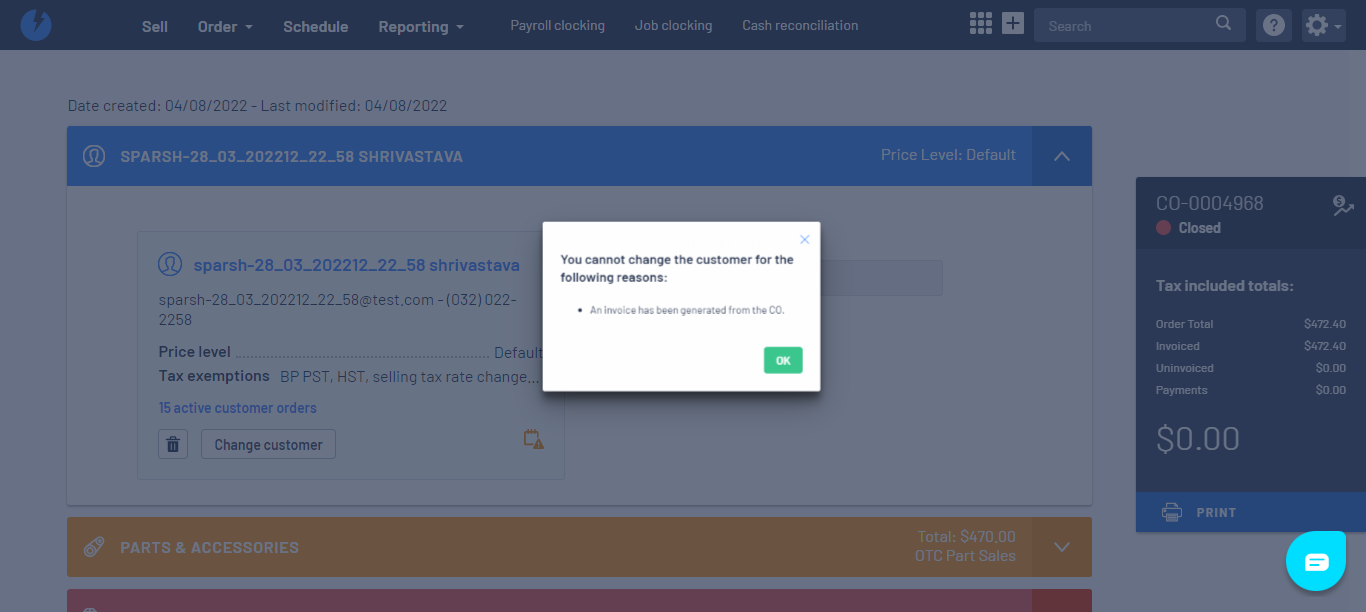 Sell
Order
Schedule
Reporting
Payroll clocking
Job clocking
Cash reconciliation
Search
Date created: 04/08/2022 - Last modified: 04/08/2022
SPARSH-28_03_202212_22_58 SHRIVASTAVA
Price Level: Default
sparsh-28_03_202212_22_58 shrivastava
sparsh-28_03_202212_22_58@test.com - (032) 022-
2258
Price level Default
Tax exemptions BP PST, HST, selling tax rate change...
15 active customer orders
Change customer
You cannot change the customer for the
following reasons:
• An invoice has been generated from the CO.
OK
CO-0004968
Closed
Tax included totals:
Order Total $472.40
Invoiced $472.40
Uninvoiced $0.00
Payments $0.00
$0.00
PRINT
PARTS & ACCESSORIES
Total: $470.00
OTC Part Sales